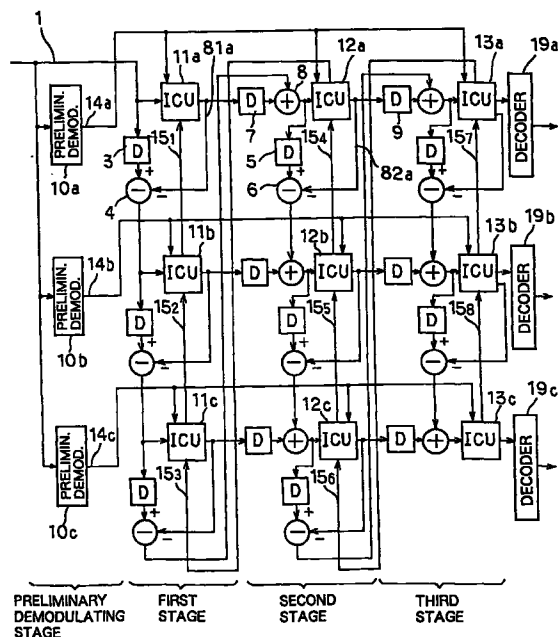 1
81a
11a
8
12a
13a
19a
14a
ICU
ICU
ICU
DECODER
PRELIMIN. DEMOD.
D
+
D
+
7
9
3
D
15₁
5
D
15₄
D
15₇
10a
+
+
+
4
−
−
6
−
−
82a
−
−
11b
12b
13b
19b
14b
ICU
D
+
ICU
D
+
ICU
DECODER
PRELIMIN. DEMOD.
15₂
15₅
15₈
D
D
D
10b
+
+
+
−
−
−
−
−
−
11c
12c
13c
19c
14c
ICU
D
+
ICU
D
+
ICU
DECODER
PRELIMIN. DEMOD.
15₃
15₆
D
D
10c
+
+
−
−
−
−
PRELIMINARY DEMODULATING STAGE
FIRST STAGE
SECOND STAGE
THIRD STAGE